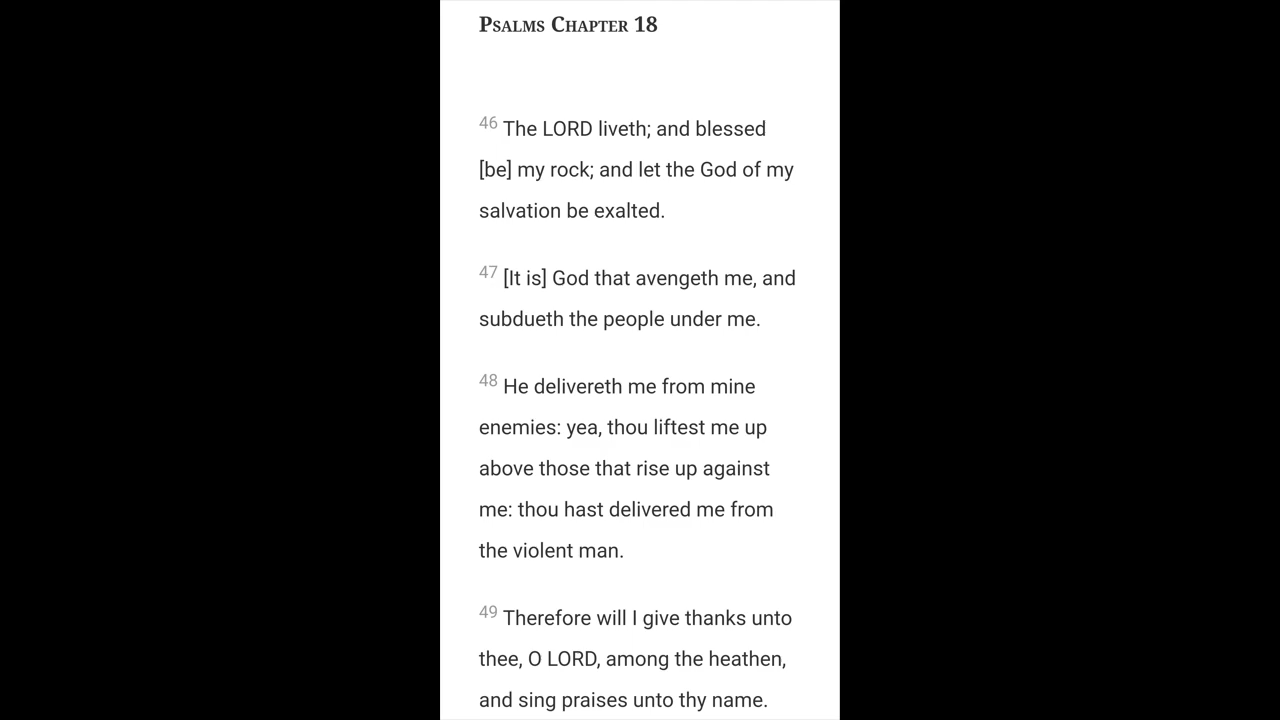 Psalms Chapter 18
46 The LORD liveth; and blessed
[be] my rock; and let the God of my
salvation be exalted.
47 [It is] God that avengeth me, and
subdueth the people under me.
48 He delivereth me from mine
enemies: yea, thou liftest me up
above those that rise up against
me: thou hast delivered me from
the violent man.
49 Therefore will I give thanks unto
thee, O LORD, among the heathen,
and sing praises unto thy name.